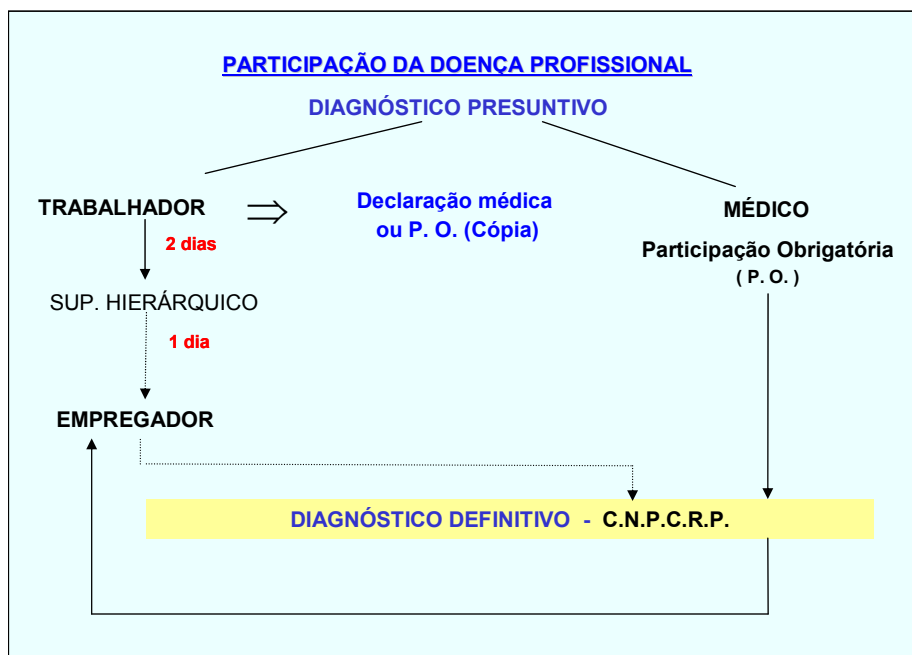 PARTICIPAÇÃO DA DOENÇA PROFISSIONAL
DIAGNÓSTICO PRESUNTIVO
TRABALHADOR
Declaração médica
ou P. O. (Cópia)
MÉDICO
2 dias
Participação Obrigatória
( P. O. )
SUP. HIERÁRQUICO
1 dia
EMPREGADOR
DIAGNÓSTICO DEFINITIVO - C.N.P.C.R.P.